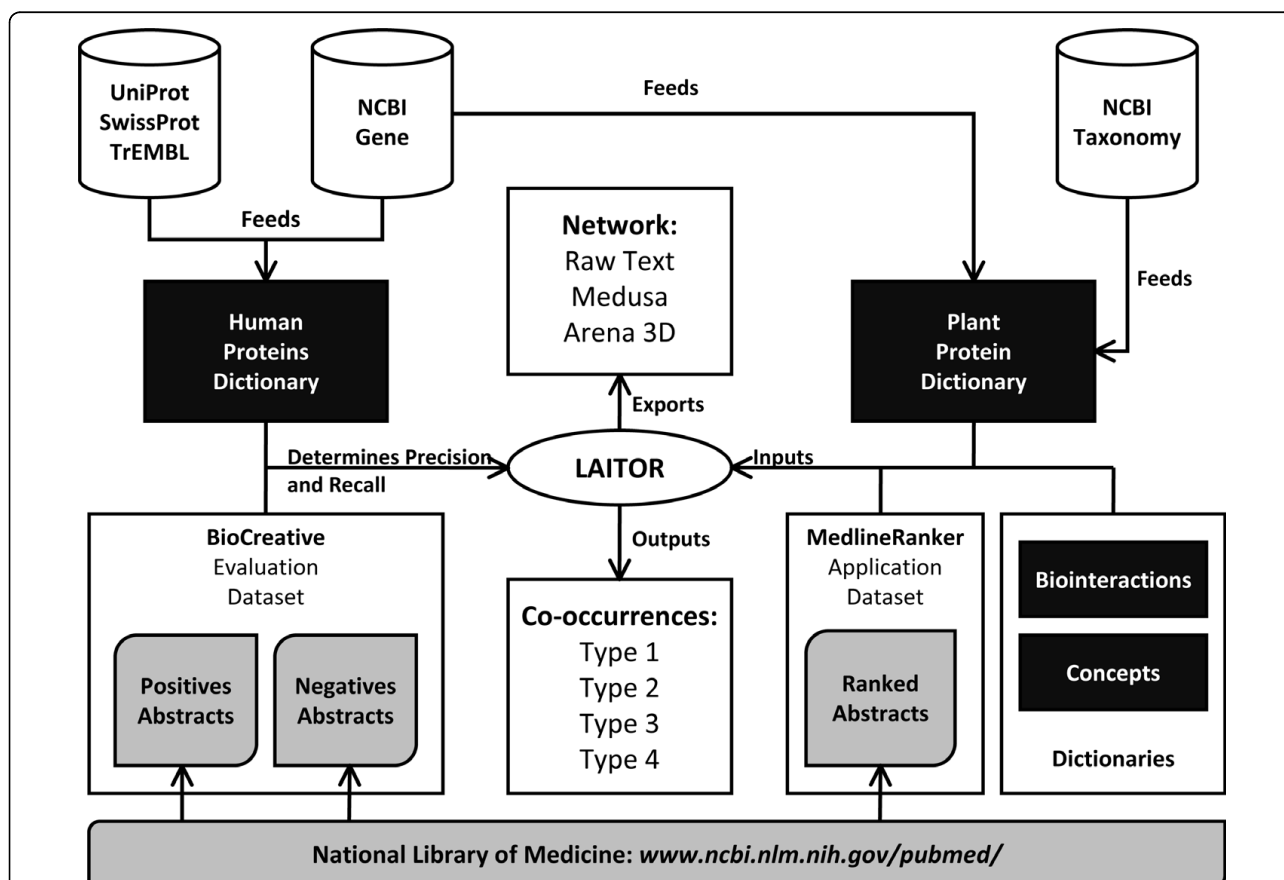 UniProt
SwissProt
TrEMBL
NCBI
Gene
Feeds
NCBI
Taxonomy
Feeds
Network:
Raw Text
Medusa
Arena 3D
Feeds
Human
Proteins
Dictionary
Plant
Protein
Dictionary
Exports
Determines Precision
and Recall
LAITOR
Inputs
Outputs
BioCreative
Evaluation
Dataset
Positives
Abstracts
Negatives
Abstracts
Co-occurrences:
Type 1
Type 2
Type 3
Type 4
MedlineRanker
Application
Dataset
Ranked
Abstracts
Biointeractions
Concepts
Dictionaries
National Library of Medicine: www.ncbi.nlm.nih.gov/pubmed/